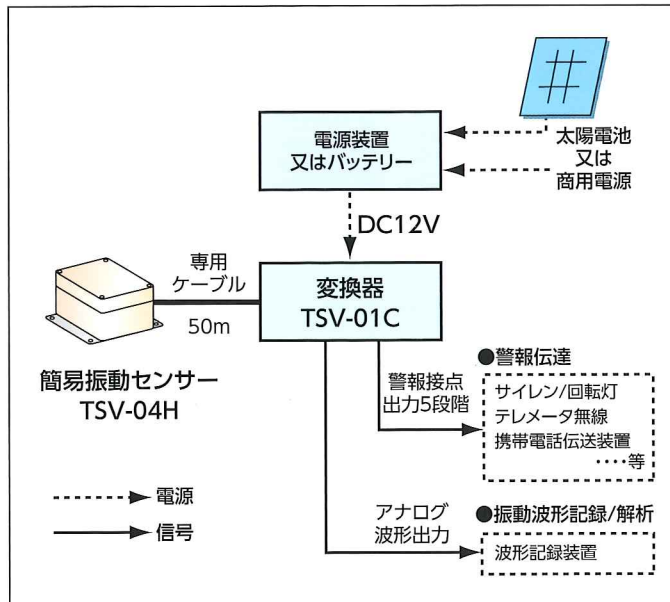 電源装置
又はバッテリー
太陽電池
又は
商用電源
DC12V
専用
ケーブル
50m
変換器
TSV-01C
簡易振動センサー
TSV-04H
警報接点
出力5段階
●警報伝達
サイレン/回転灯
テレメータ無線
携帯電話伝送装置
‥‥等
電源
信号
アナログ
波形出力
●振動波形記録/解析
波形記録装置